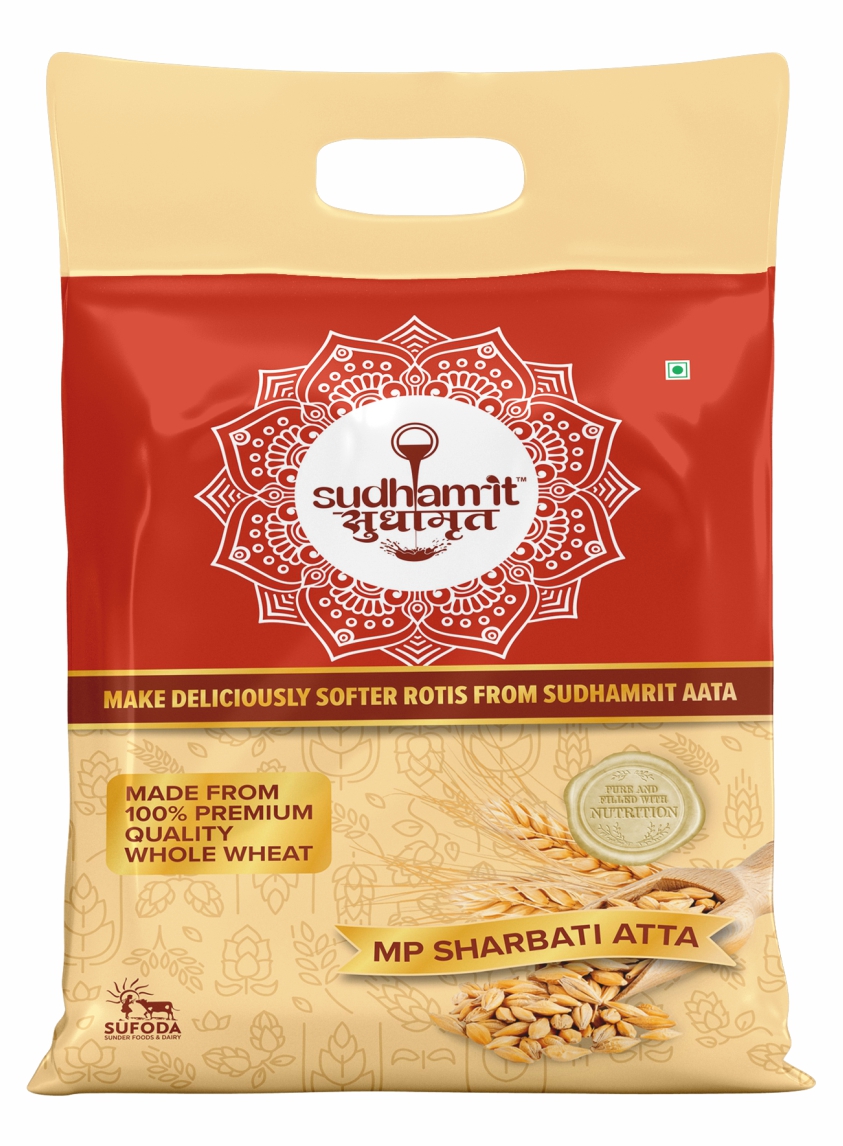 sudhamrit™
सुधामृत
MAKE DELICIOUSLY SOFTER ROTIS FROM SUDHAMRIT AATA
MADE FROM
100% PREMIUM
QUALITY
WHOLE WHEAT
PURE AND
FILLED WITH
NUTRITION
MP SHARBATI ATTA
SUFODA
SUNDER FOODS & DAIRY